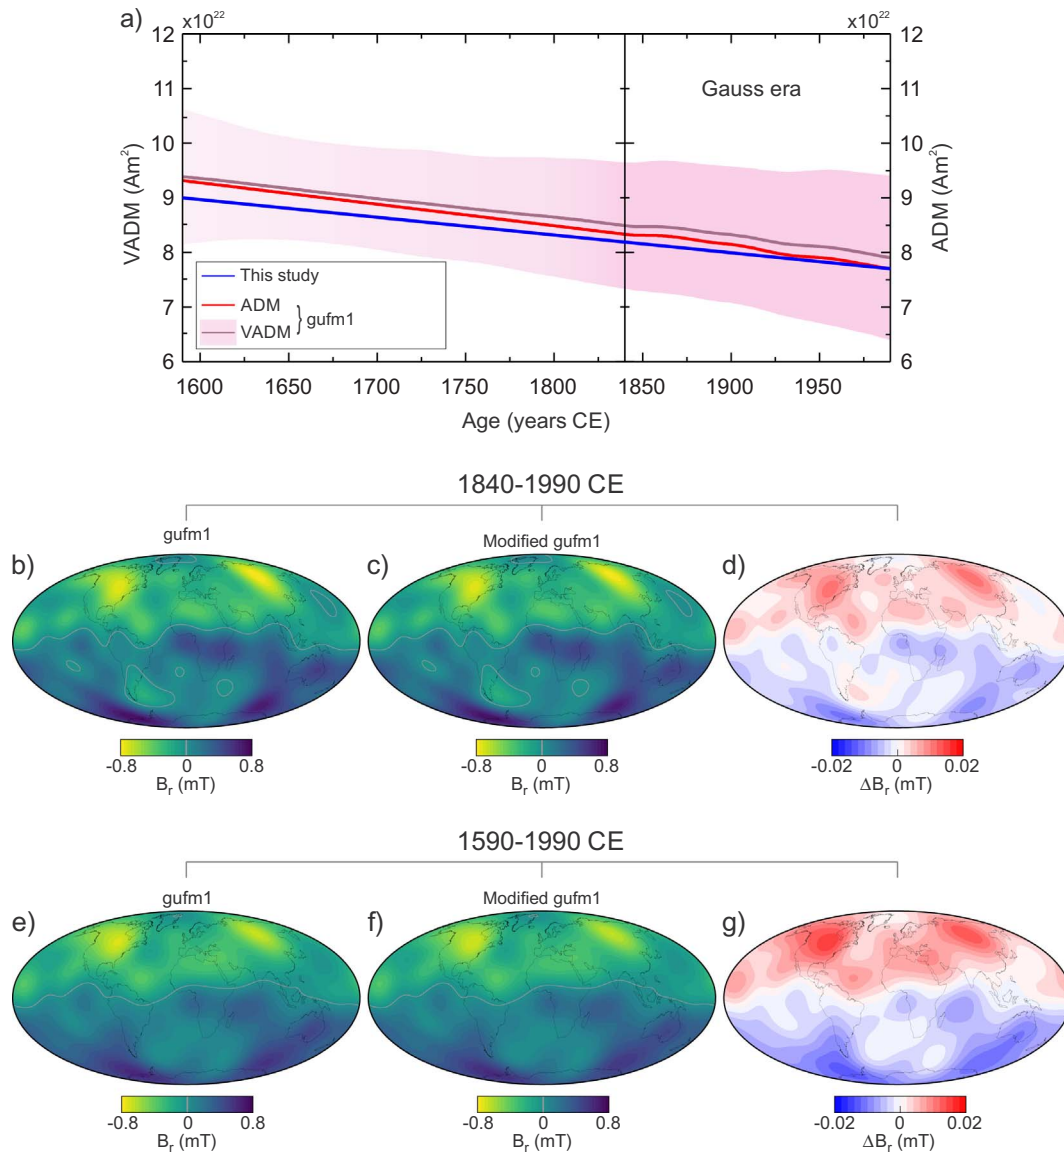 a)
x10²²
x10²²
12
11
10
9
8
7
6
VADM (Am²)
Gauss era
12
11
10
9
8
7
6
ADM (Am²)
This study
ADM
VADM
} gufm1
1600 1650 1700 1750 1800 1850 1900 1950
Age (years CE)
1840-1990 CE
b) gufm1
c) Modified gufm1
d)
-0.8 0 0.8
Bᵣ (mT)
-0.8 0 0.8
Bᵣ (mT)
-0.02 0 0.02
ΔBᵣ (mT)
1590-1990 CE
e) gufm1
f) Modified gufm1
g)
-0.8 0 0.8
Bᵣ (mT)
-0.8 0 0.8
Bᵣ (mT)
-0.02 0 0.02
ΔBᵣ (mT)